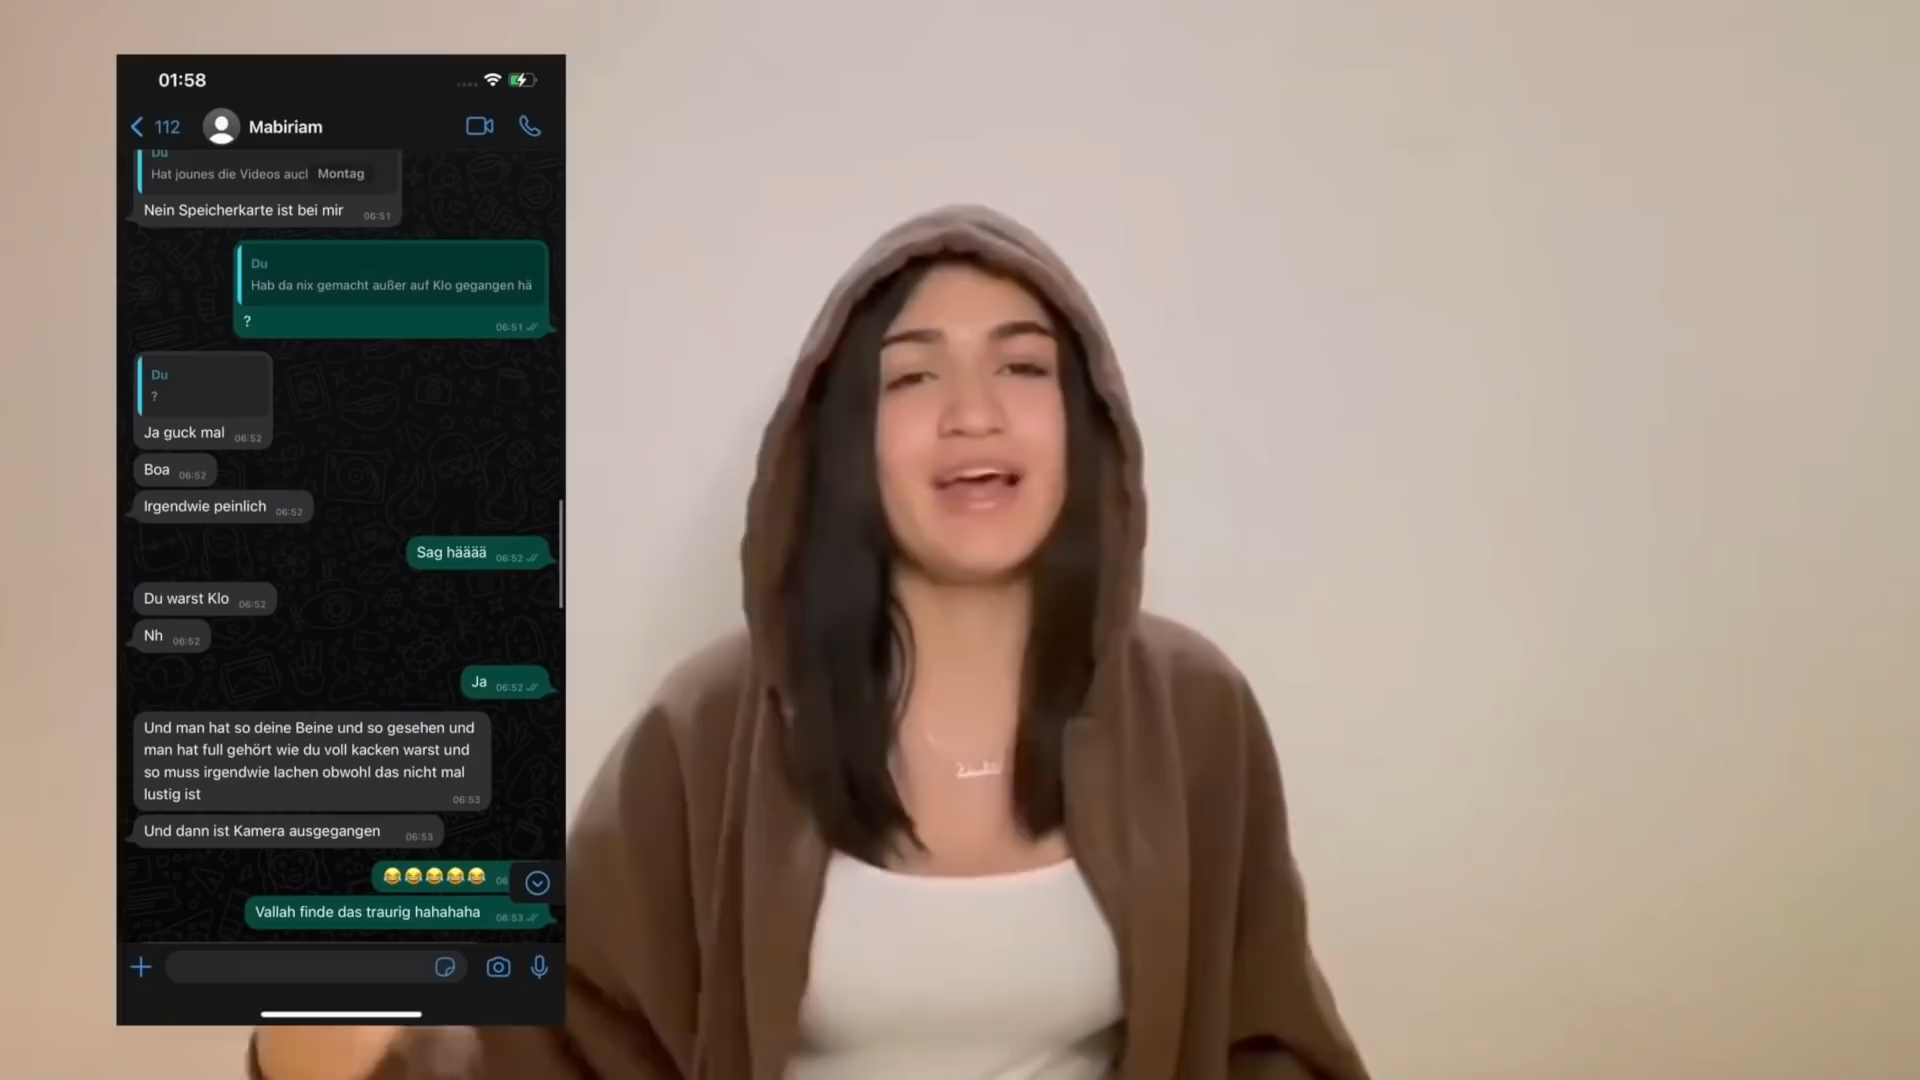 01:58
112
Mabiriam
Du
Hat jounes die Videos aucl
Montag
Nein Speicherkarte ist bei mir
06:51
Du
Hab da nix gemacht außer auf Klo gegangen hä
?
06:51
Du
?
Ja guck mal
06:52
Boa
06:52
Irgendwie peinlich
06:52
Sag hääää
06:52
Du warst Klo
06:52
Nh
06:52
Ja
06:52
Und man hat so deine Beine und so gesehen und
man hat full gehört wie du voll kacken warst und
so muss irgendwie lachen obwohl das nicht mal
lustig ist
06:53
Und dann ist Kamera ausgegangen
06:53
😂😂😂😂😂
06
Vallah finde das traurig hahahaha
06:53